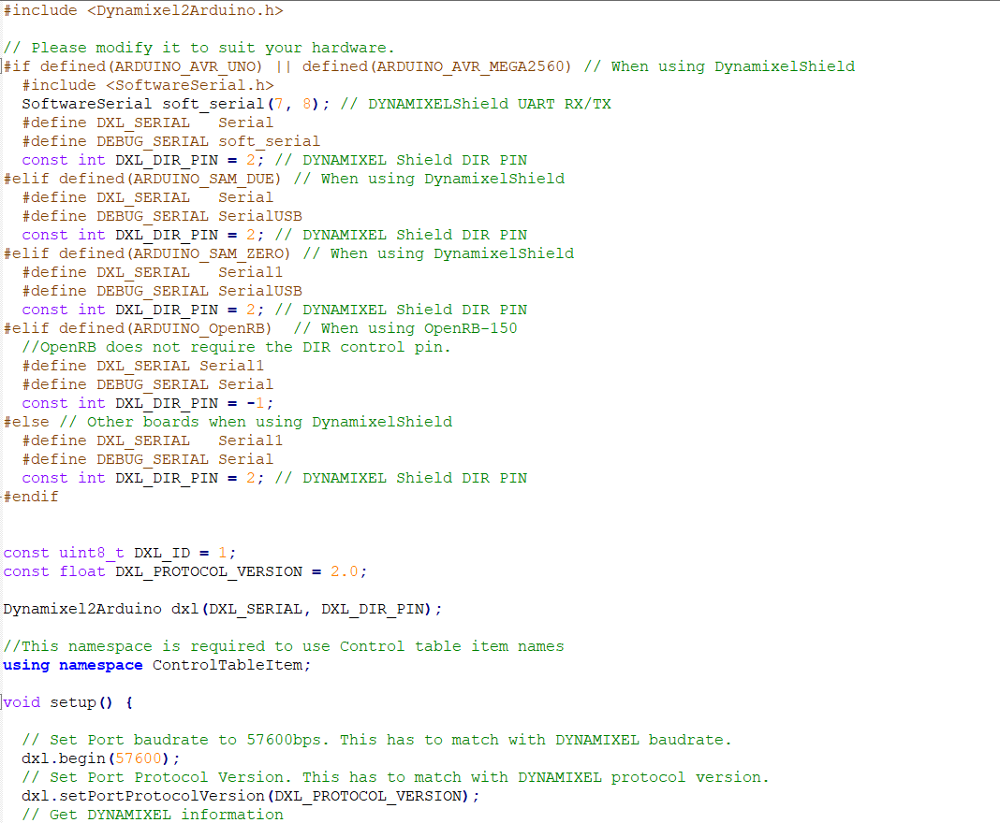 #include <Dynamixel2Arduino.h>
// Please modify it to suit your hardware.
#if defined(ARDUINO_AVR_UNO) || defined(ARDUINO_AVR_MEGA2560) // When using DynamixelShield
#include <SoftwareSerial.h>
SoftwareSerial soft_serial(7, 8); // DYNAMIXELShield UART RX/TX
#define DXL_SERIAL   Serial
#define DEBUG_SERIAL soft_serial
const int DXL_DIR_PIN = 2; // DYNAMIXEL Shield DIR PIN
#elif defined(ARDUINO_SAM_DUE) // When using DynamixelShield
#define DXL_SERIAL   Serial
#define DEBUG_SERIAL SerialUSB
const int DXL_DIR_PIN = 2; // DYNAMIXEL Shield DIR PIN
#elif defined(ARDUINO_SAM_ZERO) // When using DynamixelShield
#define DXL_SERIAL   Serial1
#define DEBUG_SERIAL SerialUSB
const int DXL_DIR_PIN = 2; // DYNAMIXEL Shield DIR PIN
#elif defined(ARDUINO_OpenRB)  // When using OpenRB-150
//OpenRB does not require the DIR control pin.
#define DXL_SERIAL Serial1
#define DEBUG_SERIAL Serial
const int DXL_DIR_PIN = -1;
#else // Other boards when using DynamixelShield
#define DXL_SERIAL   Serial1
#define DEBUG_SERIAL Serial
const int DXL_DIR_PIN = 2; // DYNAMIXEL Shield DIR PIN
#endif
const uint8_t DXL_ID = 1;
const float DXL_PROTOCOL_VERSION = 2.0;
Dynamixel2Arduino dxl(DXL_SERIAL, DXL_DIR_PIN);
//This namespace is required to use Control table item names
using namespace ControlTableItem;
void setup() {
// Set Port baudrate to 57600bps. This has to match with DYNAMIXEL baudrate.
dxl.begin(57600);
// Set Port Protocol Version. This has to match with DYNAMIXEL protocol version.
dxl.setPortProtocolVersion(DXL_PROTOCOL_VERSION);
// Get DYNAMIXEL information